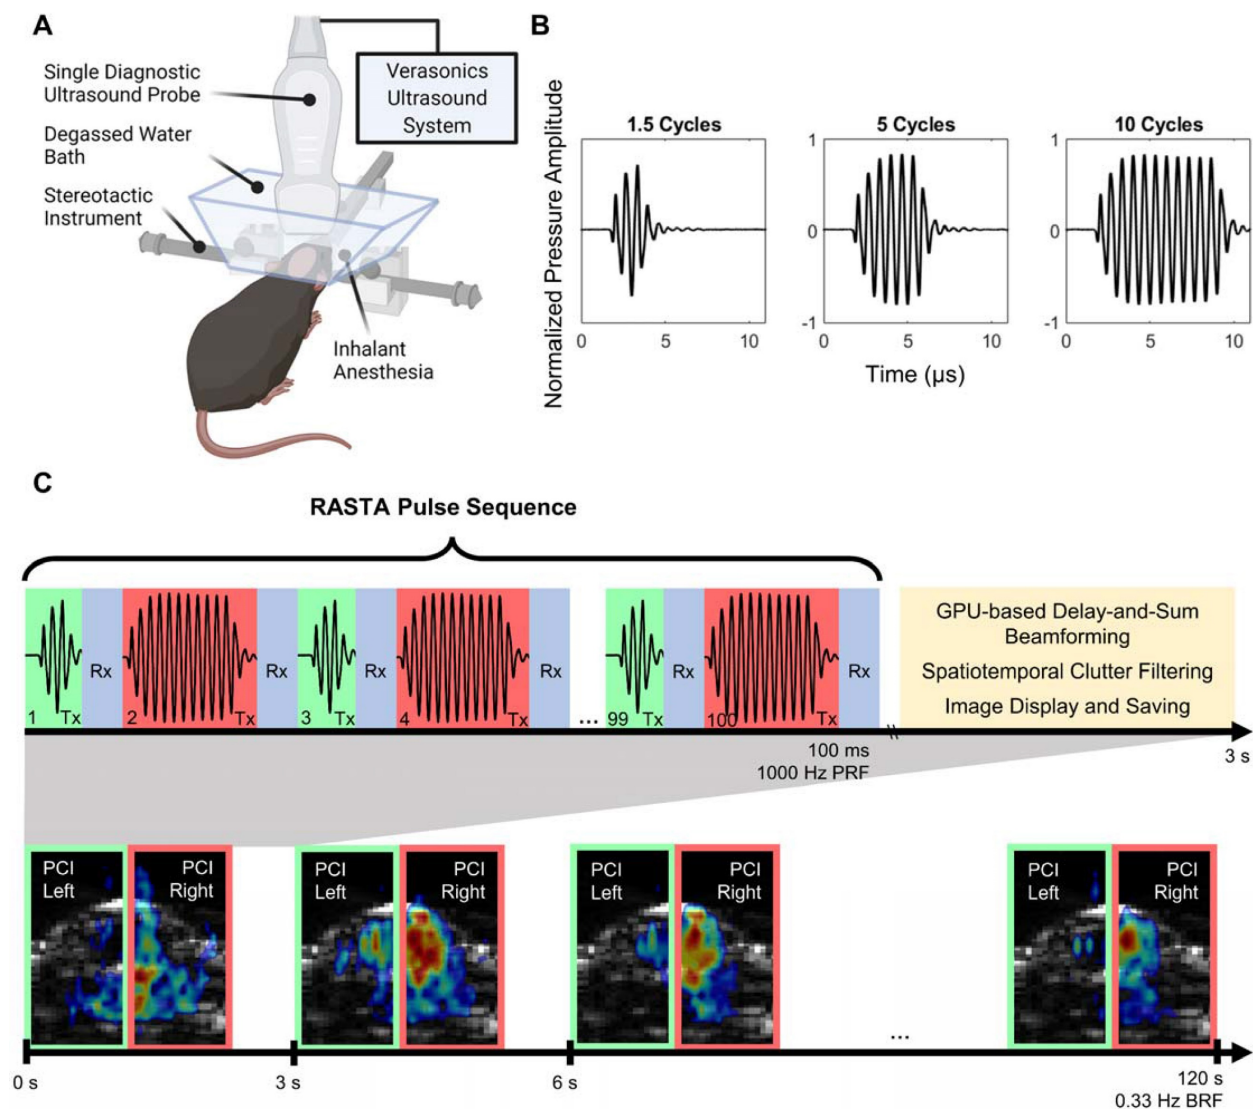 A
Single Diagnostic
Ultrasound Probe
Degassed Water
Bath
Stereotactic
Instrument
Verasonics
Ultrasound
System
Inhalant
Anesthesia
B
Normalized Pressure Amplitude
1.5 Cycles
5 Cycles
10 Cycles
1
0
-1
0 5 10
1
0
-1
0 5 10
1
0
-1
0 5 10
Time (µs)
C
RASTA Pulse Sequence
1 Tx Rx 2 Tx Rx 3 Tx Rx 4 Tx Rx ... 99 Tx Rx 100 Tx Rx
GPU-based Delay-and-Sum
Beamforming
Spatiotemporal Clutter Filtering
Image Display and Saving
100 ms
1000 Hz PRF
3 s
PCI
Left
PCI
Right
PCI
Left
PCI
Right
PCI
Left
PCI
Right
...
PCI
Left
PCI
Right
0 s
3 s
6 s
120 s
0.33 Hz BRF